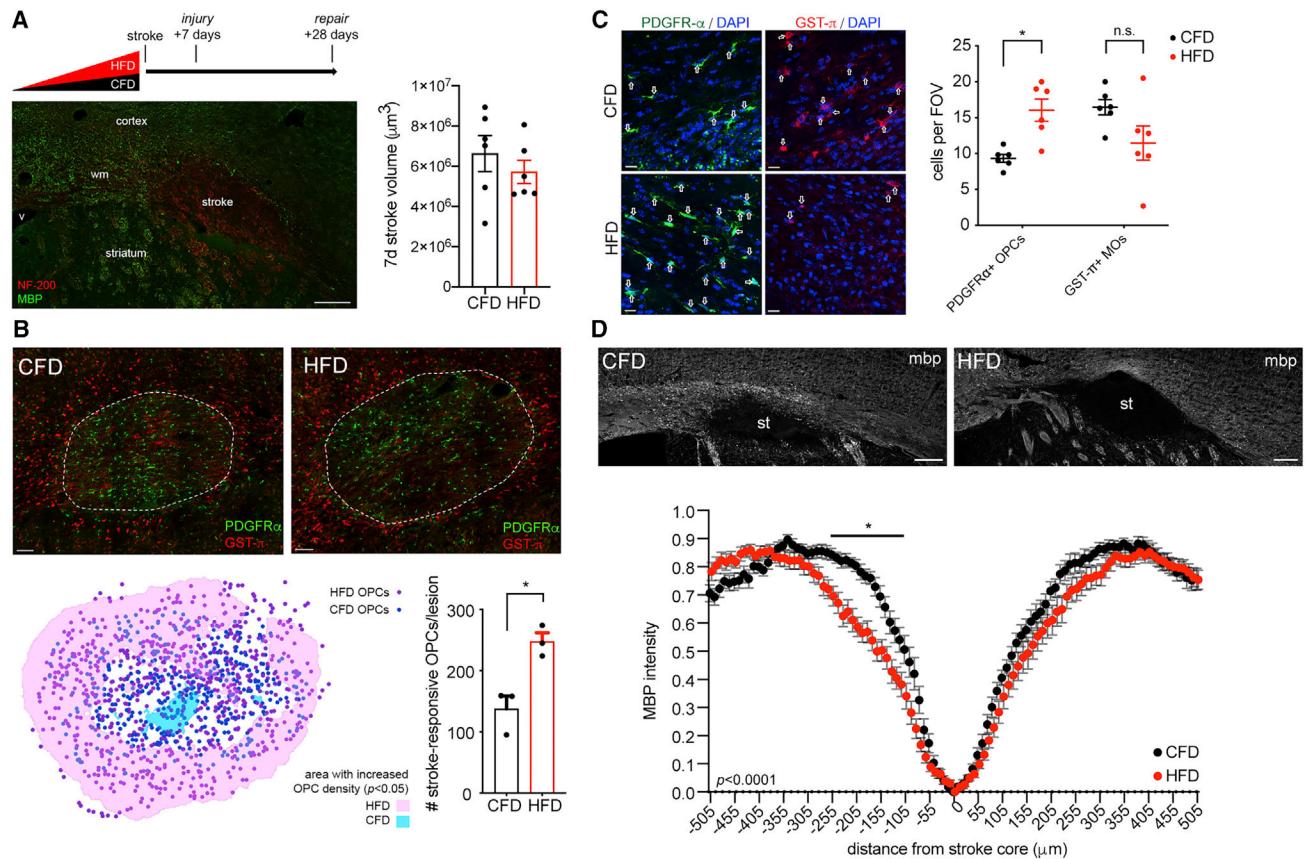 A
injury
+7 days
repair
+28 days
stroke
HFD
CFD
cortex
wm
stroke
v
striatum
NF-200
MBP
7d stroke volume (μm³)
1×10⁷
8×10⁶
6×10⁶
4×10⁶
2×10⁶
0
CFD HFD
B
CFD
PDGFRα
GST-π
HFD
PDGFRα
GST-π
HFD OPCs
CFD OPCs
area with increased
OPC density (p<0.05)
HFD
CFD
# stroke-responsive OPCs/lesion
300
200
100
0
*
CFD HFD
C
PDGFR-α / DAPI
GST-π / DAPI
CFD
HFD
cells per FOV
25
20
15
10
5
0
*
n.s.
CFD
HFD
PDGFRα+ OPCs
GST-π+ MOs
D
CFD
mbp
st
HFD
mbp
st
MBP intensity
1.0
0.9
0.8
0.7
0.6
0.5
0.4
0.3
0.2
0.1
0.0
*
p<0.0001
CFD
HFD
-505 -455 -405 -355 -305 -255 -205 -155 -105 -55 0 55 105 155 205 255 305 355 405 455 505
distance from stroke core (μm)